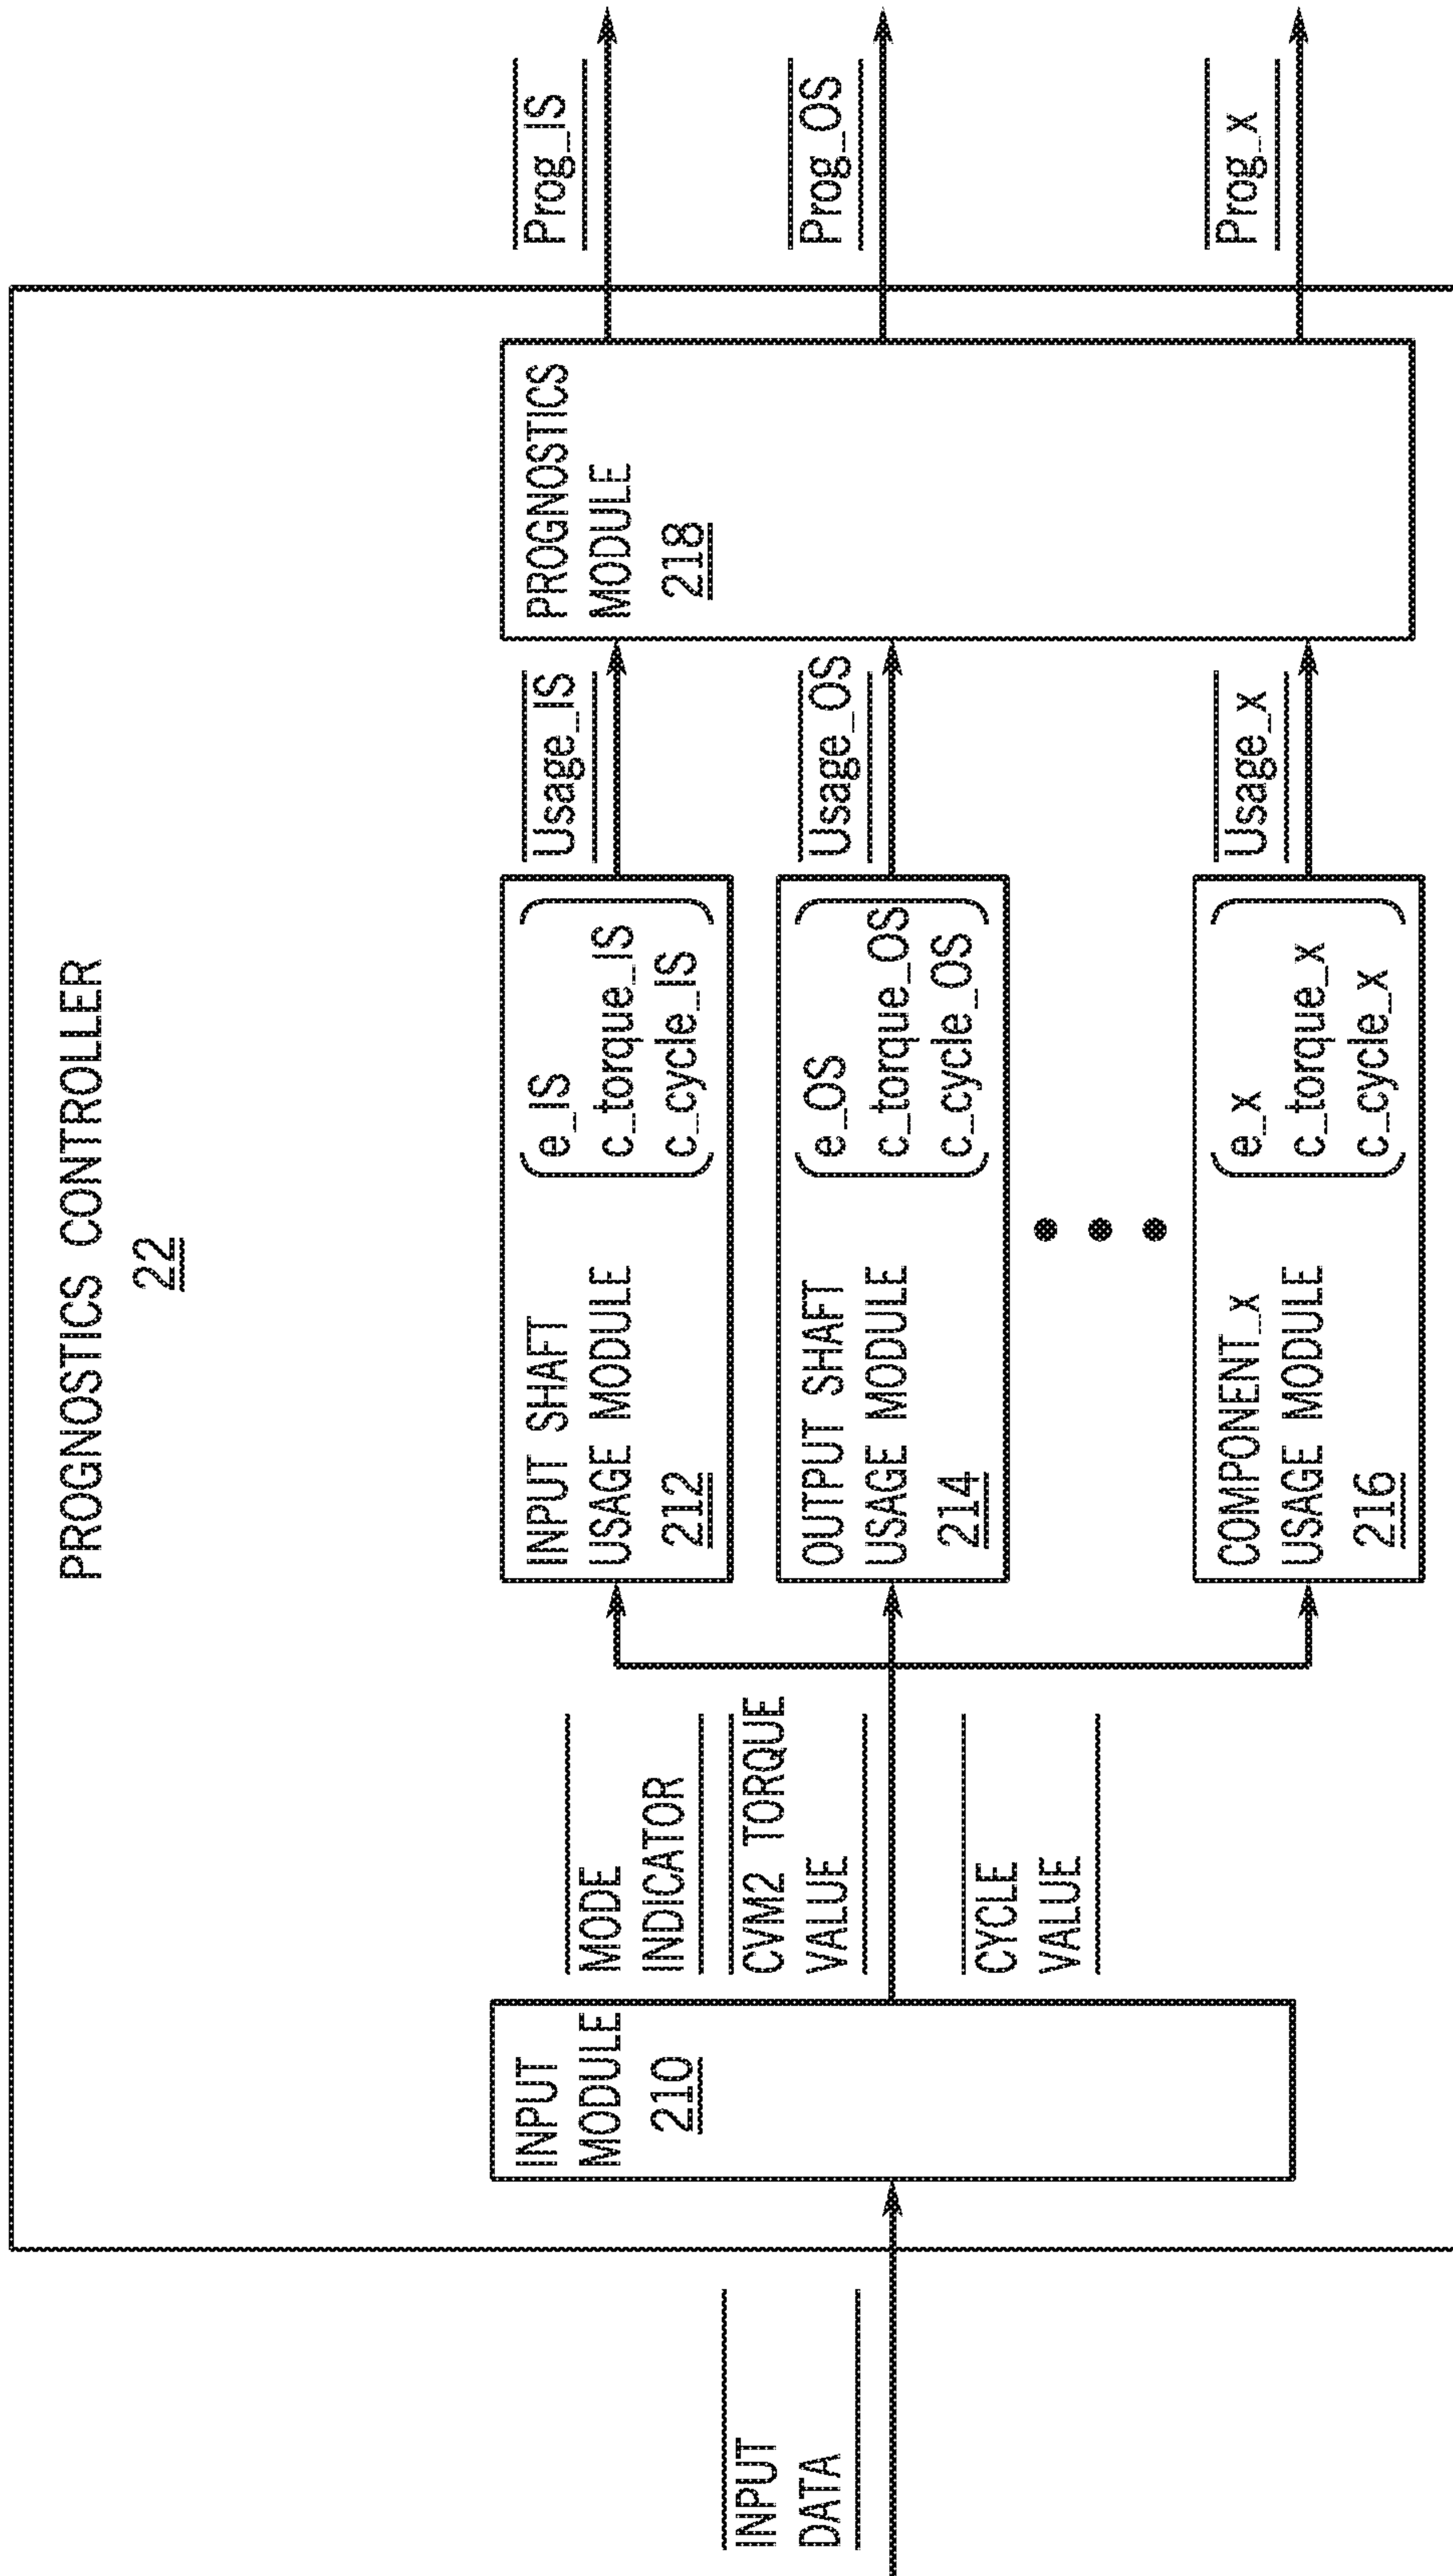 PROGNOSTICS CONTROLLER
22
INPUT
DATA
INPUT
MODULE
210
MODE
INDICATOR
CVM2 TORQUE
VALUE
CYCLE
VALUE
INPUT SHAFT
USAGE MODULE
212
e_IS
c_torque_IS
c_cycle_IS
OUTPUT SHAFT
USAGE MODULE
214
e_OS
c_torque_OS
c_cycle_OS
COMPONENT_x
USAGE MODULE
216
e_x
c_torque_x
c_cycle_x
Usage_IS
Usage_OS
Usage_x
PROGNOSTICS
MODULE
218
Prog_IS
Prog_OS
Prog_x